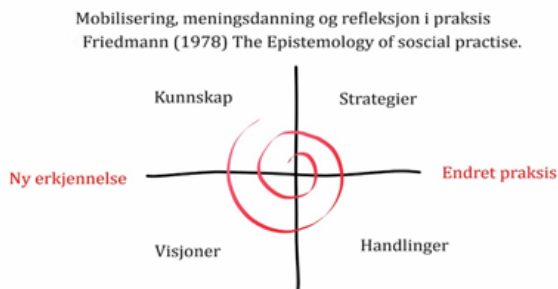 Mobilisering, meningsdanning og refleksjon i praksis
Friedmann (1978) The Epistemology of soscial practise.
Kunnskap
Strategier
Ny erkjennelse
Endret praksis
Visjoner
Handlinger